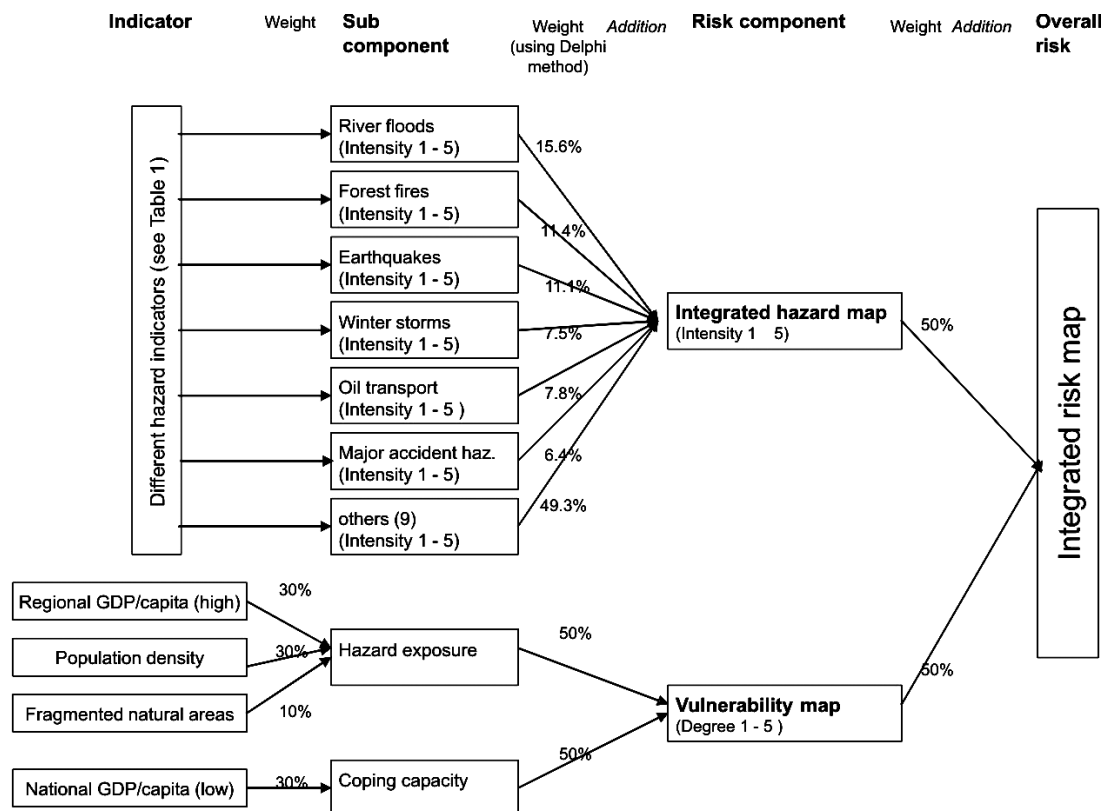 Indicator
Weight
Sub
component
Weight
(using Delphi
method)
Addition
Risk component
Weight
Addition
Overall
risk
Different hazard indicators (see Table 1)
River floods
(Intensity 1 - 5)
15.6%
Forest fires
(Intensity 1 - 5)
11.4%
Earthquakes
(Intensity 1 - 5)
11.1%
Winter storms
(Intensity 1 - 5)
7.5%
Oil transport
(Intensity 1 - 5 )
7.8%
Major accident haz.
(Intensity 1 - 5)
6.4%
others (9)
(Intensity 1 - 5)
49.3%
Integrated hazard map
(Intensity 1 5)
50%
Integrated risk map
Regional GDP/capita (high)
30%
Population density
30%
Fragmented natural areas
10%
Hazard exposure
50%
National GDP/capita (low)
30%
Coping capacity
50%
Vulnerability map
(Degree 1 - 5 )
50%